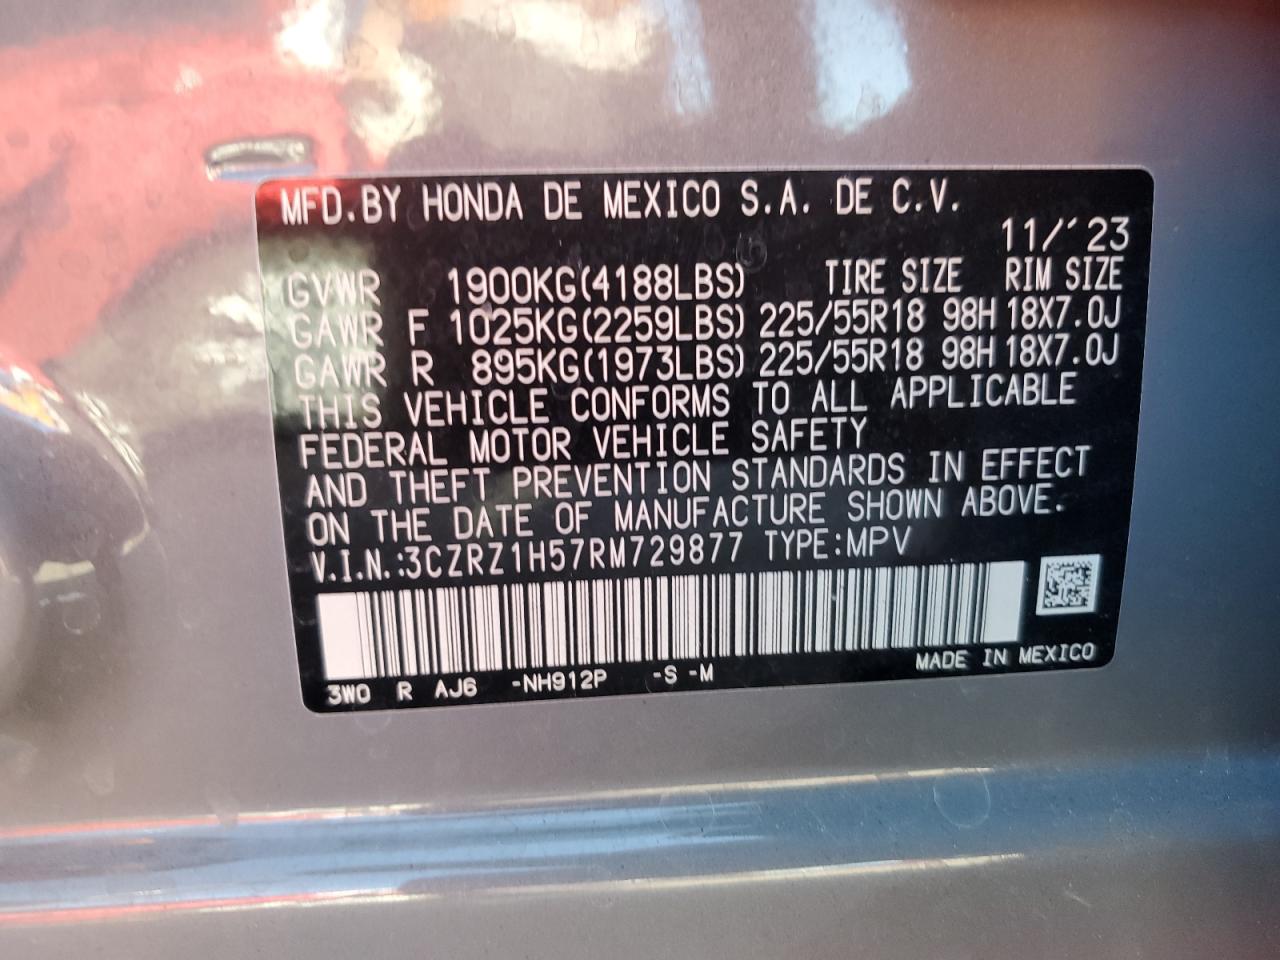 MFD.BY HONDA DE MEXICO S.A. DE C.V.
11/'23
GVWR 1900KG(4188LBS) TIRE SIZE RIM SIZE
GAWR F 1025KG(2259LBS) 225/55R18 98H 18X7.0J
GAWR R 895KG(1973LBS) 225/55R18 98H 18X7.0J
THIS VEHICLE CONFORMS TO ALL APPLICABLE
FEDERAL MOTOR VEHICLE SAFETY
AND THEFT PREVENTION STANDARDS IN EFFECT
ON THE DATE OF MANUFACTURE SHOWN ABOVE.
V.I.N.:3CZRZ1H57RM729877 TYPE:MPV
3W0 R AJ6 -NH912P -S -M MADE IN MEXICO